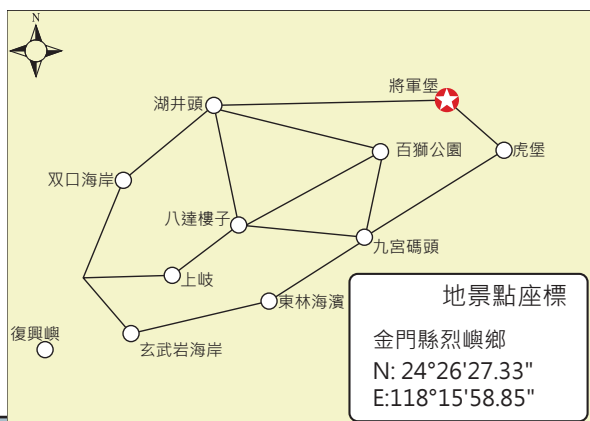 N
將軍堡
湖井頭
百獅公園
虎堡
双口海岸
八達樓子
九宮碼頭
上岐
東林海濱
復興嶼
玄武岩海岸
地景點座標
金門縣烈嶼鄉
N: 24°26'27.33"
E:118°15'58.85"